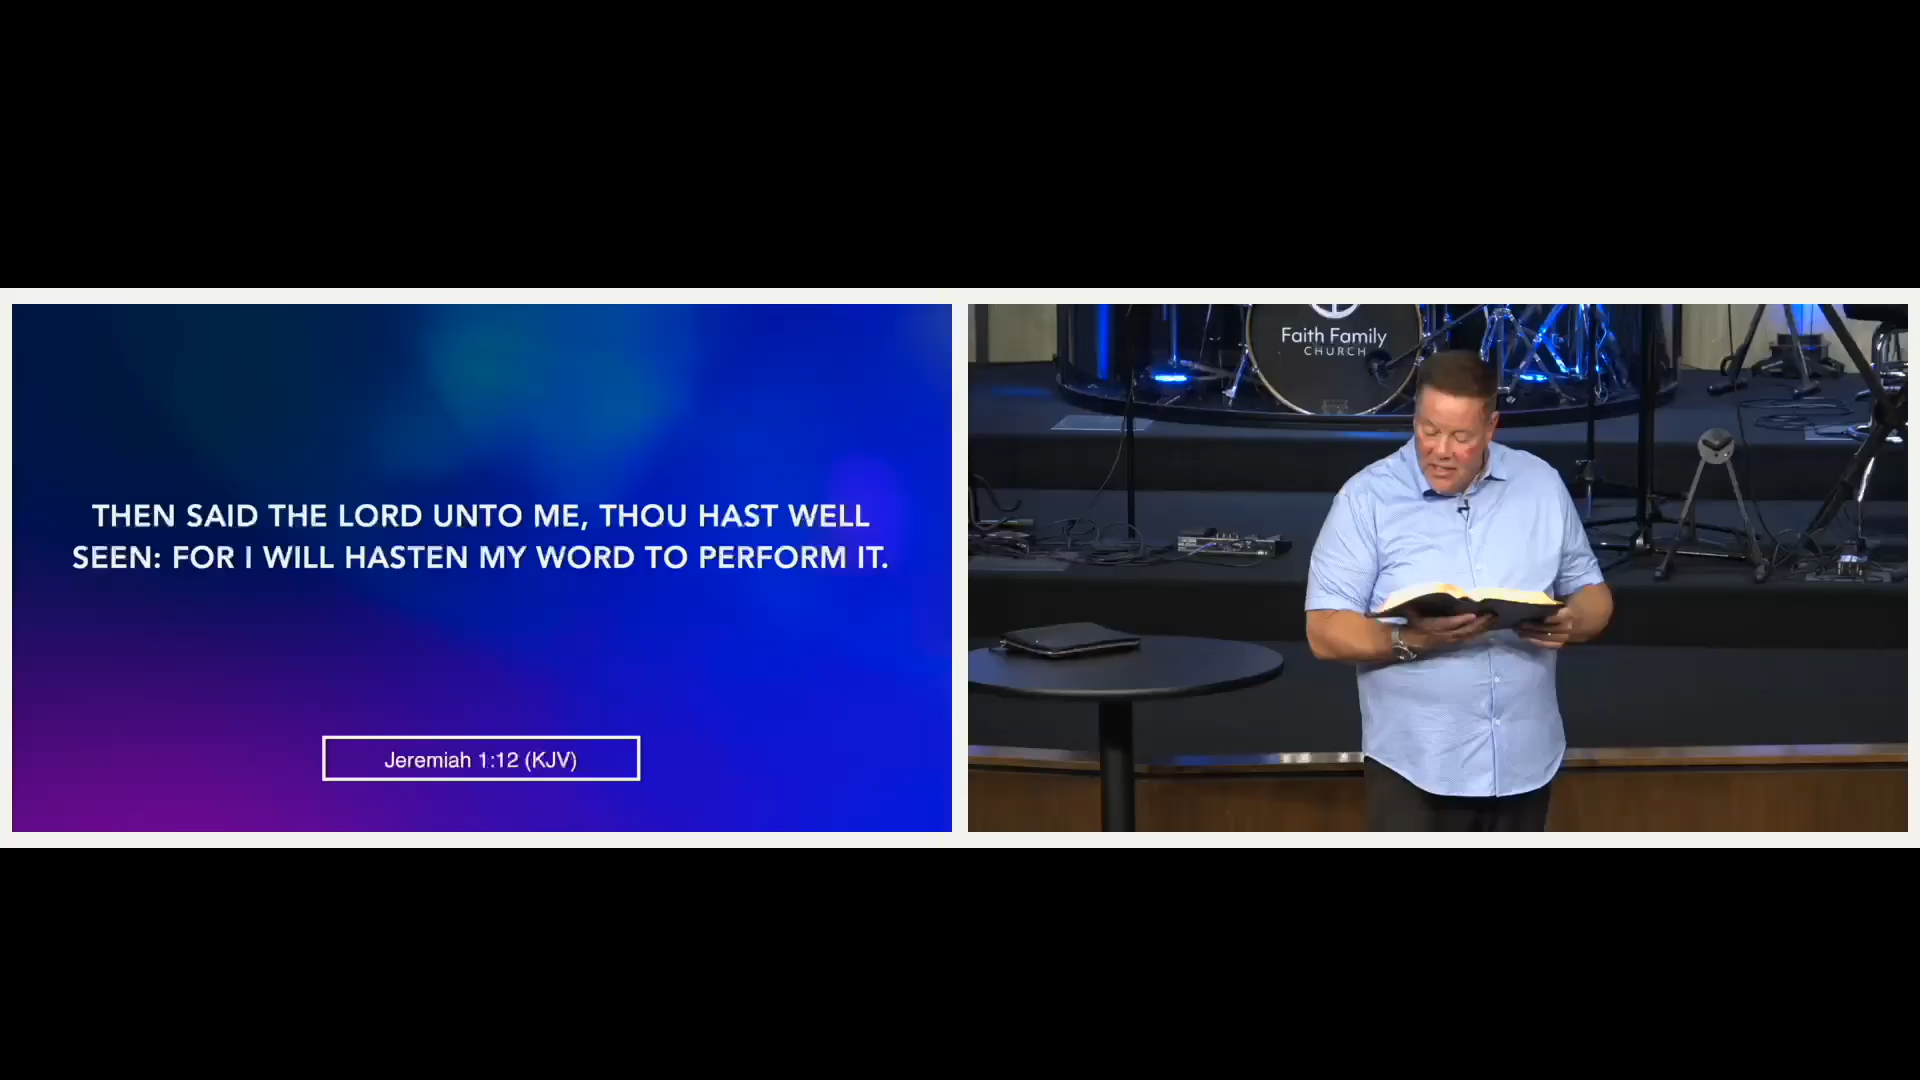 THEN SAID THE LORD UNTO ME, THOU HAST WELL
SEEN: FOR I WILL HASTEN MY WORD TO PERFORM IT.
Jeremiah 1:12 (KJV)
Faith Family
CHURCH